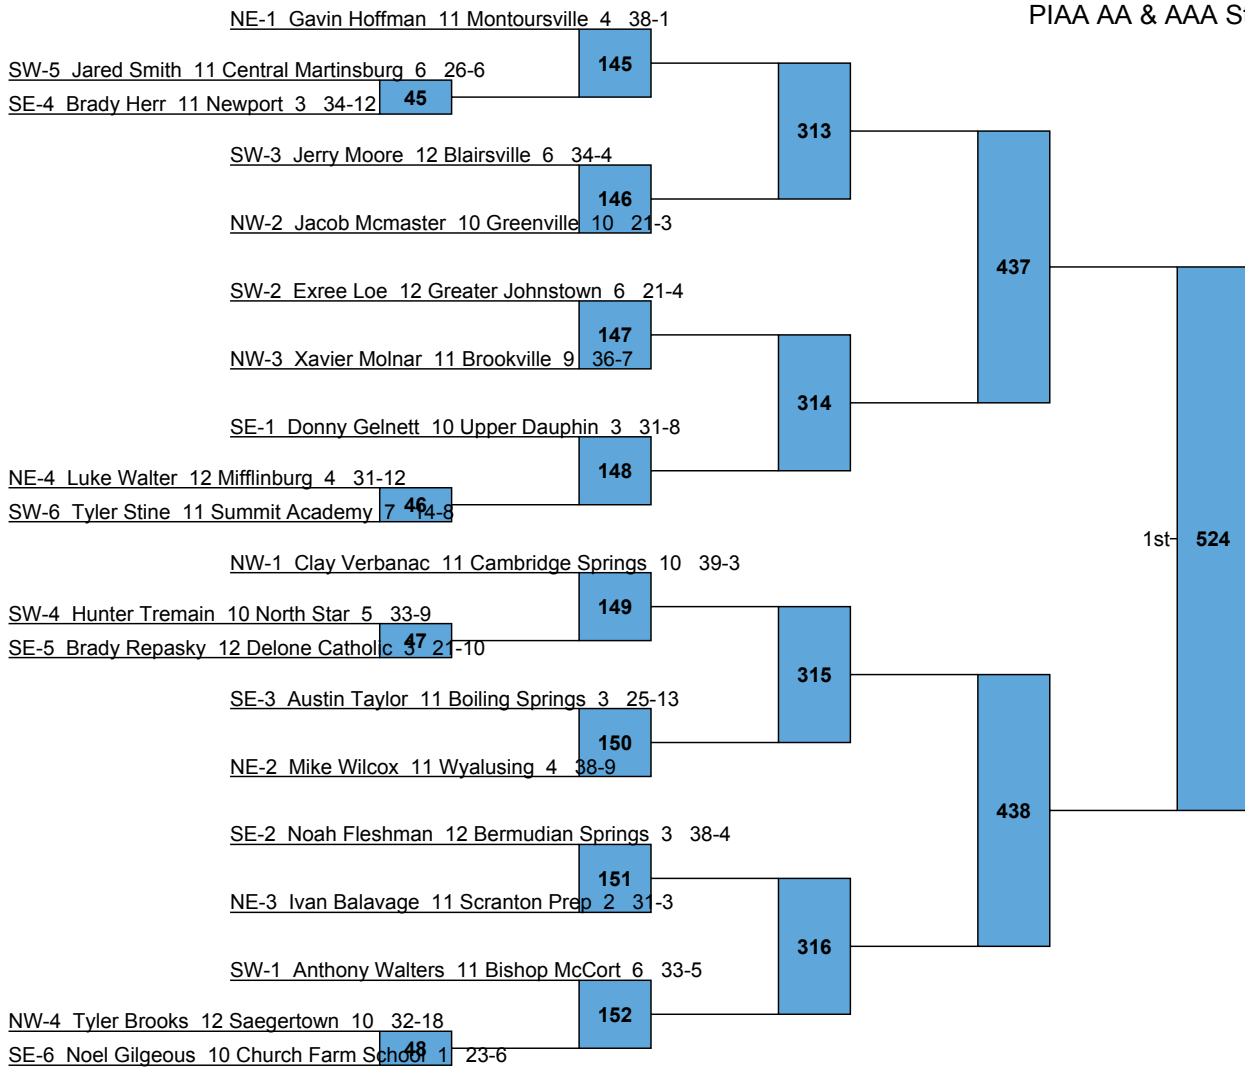 PIAA AA & AAA S
NE-1 Gavin Hoffman 11 Montoursville 4 38-1
145
SW-5 Jared Smith 11 Central Martinsburg 6 26-6
45
SE-4 Brady Herr 11 Newport 3 34-12
313
SW-3 Jerry Moore 12 Blairsville 6 34-4
146
NW-2 Jacob Mcmaster 10 Greenville 10 21-3
437
SW-2 Exree Loe 12 Greater Johnstown 6 21-4
147
NW-3 Xavier Molnar 11 Brookville 9 36-7
314
SE-1 Donny Gelnett 10 Upper Dauphin 3 31-8
148
NE-4 Luke Walter 12 Mifflinburg 4 31-12
46
SW-6 Tyler Stine 11 Summit Academy 7 14-8
1st
524
NW-1 Clay Verbanac 11 Cambridge Springs 10 39-3
149
SW-4 Hunter Tremain 10 North Star 5 33-9
47
SE-5 Brady Repasky 12 Delone Catholic 3 21-10
315
SE-3 Austin Taylor 11 Boiling Springs 3 25-13
150
NE-2 Mike Wilcox 11 Wyalusing 4 38-9
438
SE-2 Noah Fleshman 12 Bermudian Springs 3 38-4
151
NE-3 Ivan Balavage 11 Scranton Prep 2 31-3
316
SW-1 Anthony Walters 11 Bishop McCort 6 33-5
152
NW-4 Tyler Brooks 12 Saegertown 10 32-18
48
SE-6 Noel Gilgeous 10 Church Farm School 1 23-6